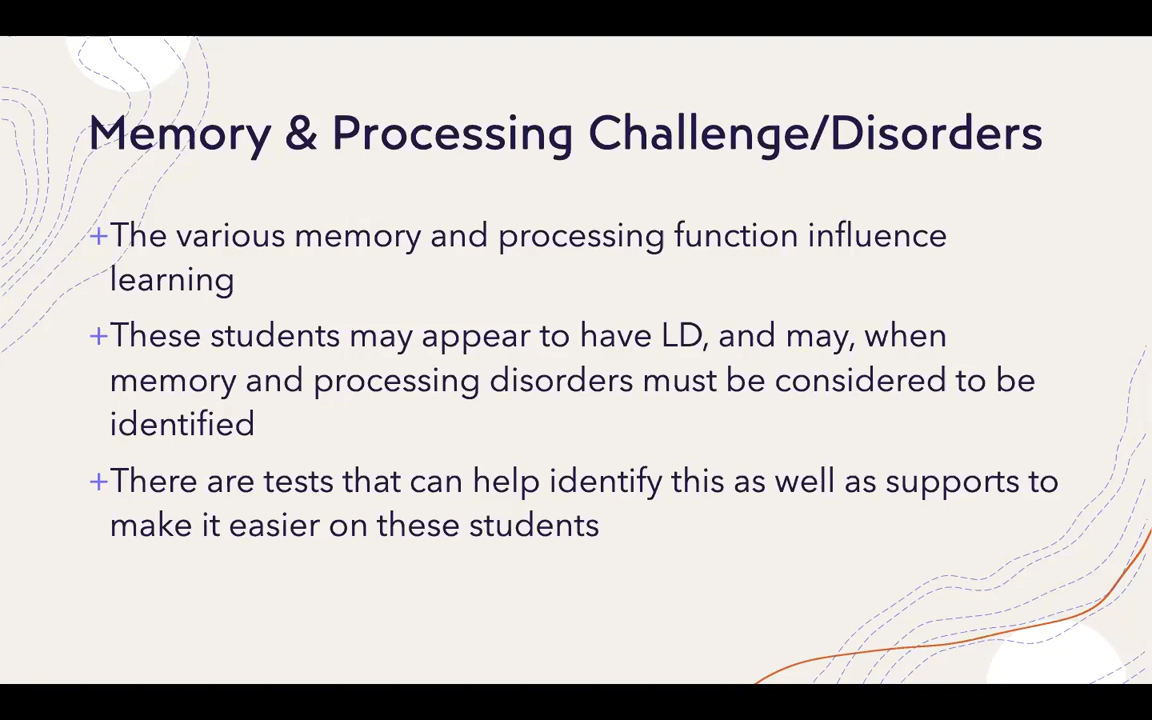 Memory & Processing Challenge/Disorders
+The various memory and processing function influence
learning
+These students may appear to have LD, and may, when
memory and processing disorders must be considered to be
identified
+There are tests that can help identify this as well as supports to
make it easier on these students